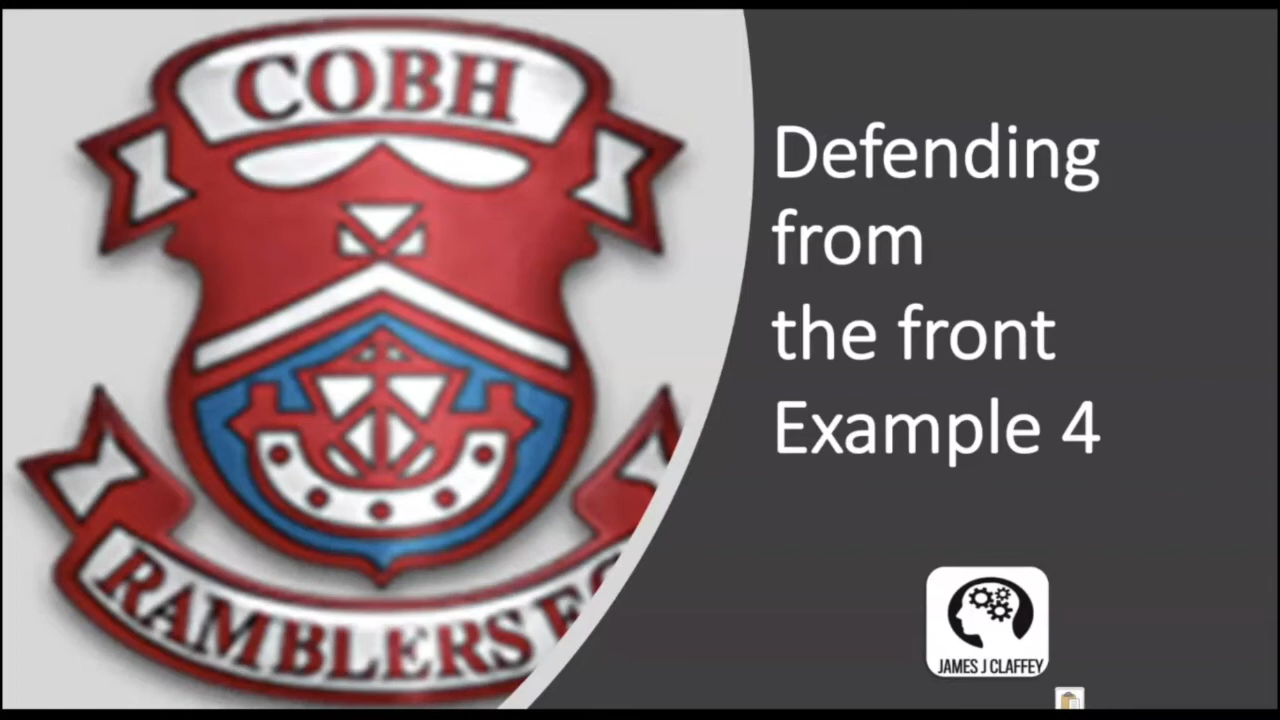 COBH
RAMBLERS F
Defending
from
the front
Example 4
JAMES J CLAFFEY